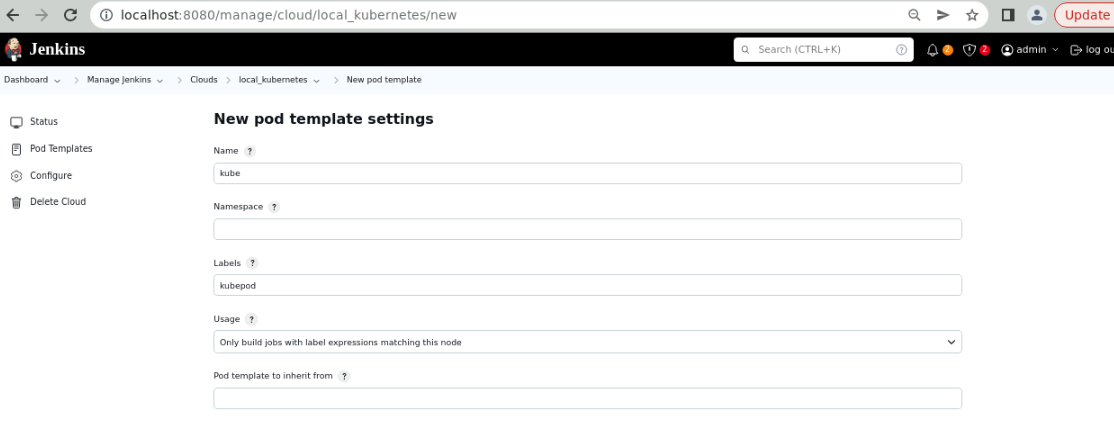 localhost:8080/manage/cloud/local_kubernetes/new
Update
Jenkins
Search (CTRL+K)
?
2
2
admin
log ou
Dashboard
Manage Jenkins
Clouds
local_kubernetes
New pod template
Status
Pod Templates
Configure
Delete Cloud
New pod template settings
Name ?
kube
Namespace ?
Labels ?
kubepod
Usage ?
Only build jobs with label expressions matching this node
Pod template to inherit from ?